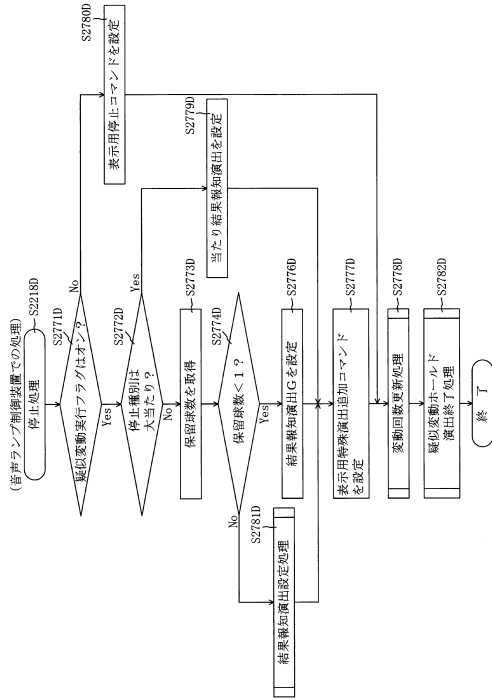 (音声ランプ制御装置での処理)
停止処理
S2218D
S2771D
疑似変動実行フラグはオン？
No
Yes
S2780D
表示用停止コマンドを設定
S2772D
停止種別は
大当たり？
Yes
No
S2779D
当たり結果報知演出を設定
S2773D
保留球数を取得
S2774D
保留球数＜1？
No
Yes
S2781D
結果報知演出設定処理
S2776D
結果報知演出Gを設定
S2777D
表示用特殊演出追加コマンド
を設定
S2778D
変動回数更新処理
S2782D
疑似変動ホールド
演出終了処理
終了